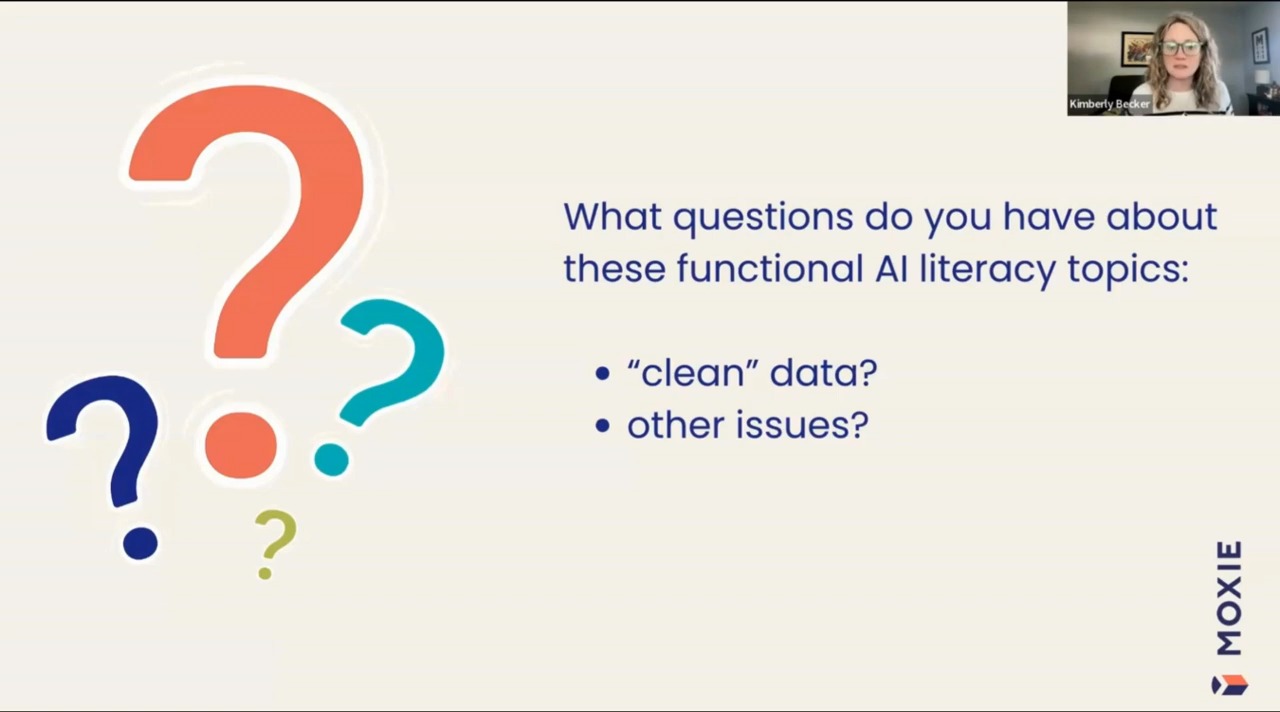 Kimberly Becker
What questions do you have about
these functional AI literacy topics:
• “clean” data?
• other issues?
MOXIE